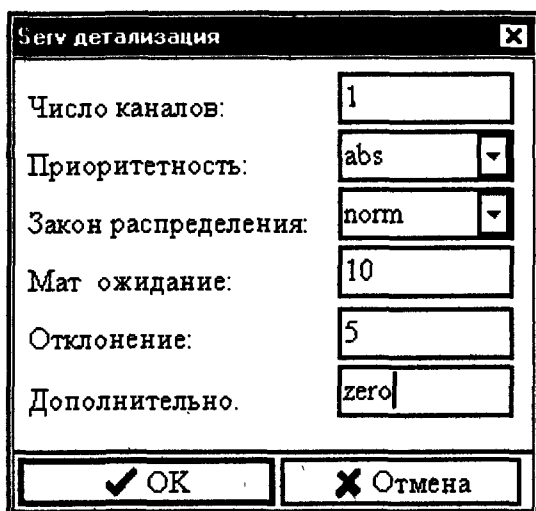 Serv детализация
Число каналов: 1
Приоритетность: abs
Закон распределения: norm
Мат ожидание: 10
Отклонение: 5
Дополнительно. zero
OK Отмена